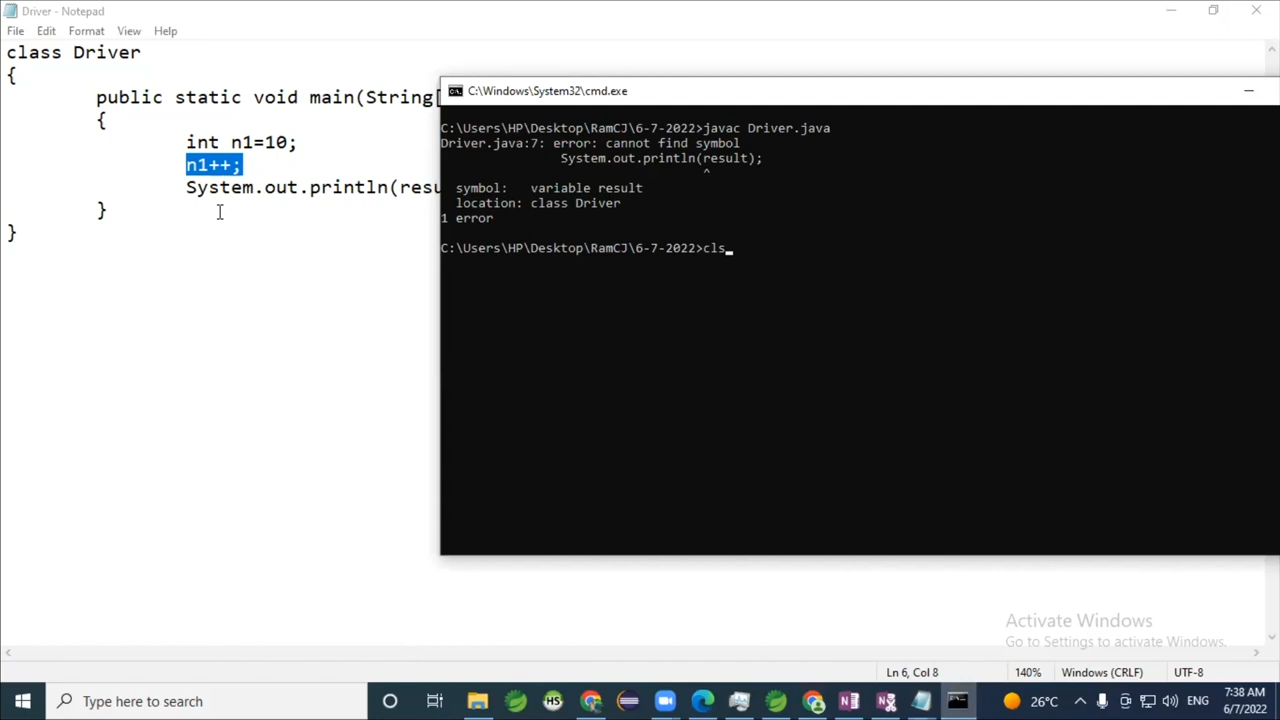 Driver - Notepad
File Edit Format View Help
class Driver
{
public static void main(String[
{
int n1=10;
n1++;
System.out.println(resu
}
}
C:\Windows\System32\cmd.exe
C:\Users\HP\Desktop\RamCJ\6-7-2022>javac Driver.java
Driver.java:7: error: cannot find symbol
System.out.println(result);
^
symbol: variable result
location: class Driver
1 error
C:\Users\HP\Desktop\RamCJ\6-7-2022>cls_
Activate Windows
Go to Settings to activate Windows.
Ln 6, Col 8 140% Windows (CRLF) UTF-8
Type here to search
HS
26°C
ENG
7:38 AM
6/7/2022